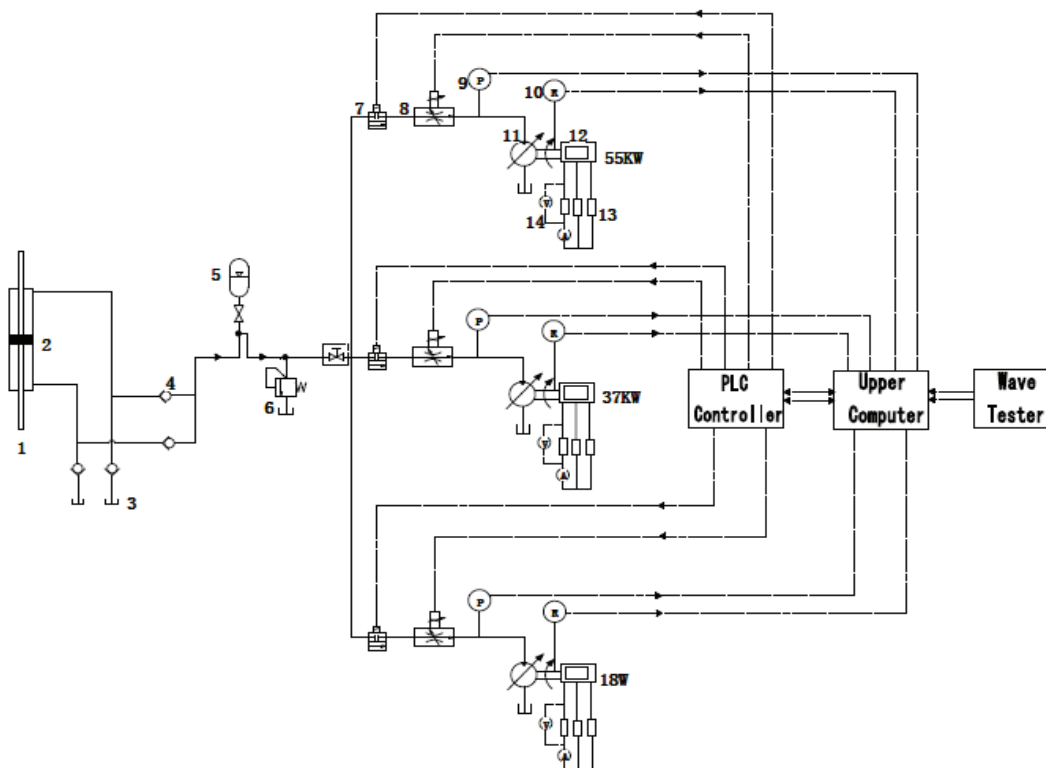 7
8
9
P
10
R
11
12
55KW
V
14
13
A
5
2
4
6
1
3
P
R
37KW
V
A
PLC
Controller
Upper
Computer
Wave
Tester
P
R
18W
V
A